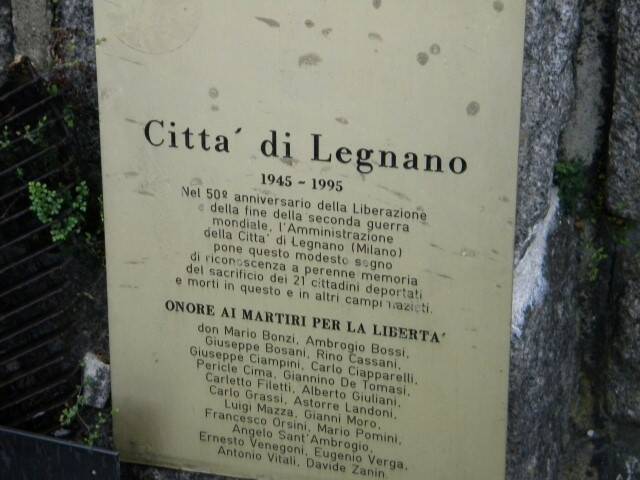 Citta´ di Legnano
1945 - 1995
Nel 50º anniversario della Liberazione
e della fine della seconda guerra
mondiale, l'Amministrazione
della Citta´ di Legnano (Milano)
pone questo modesto segno
di riconoscenza a perenne memoria
del sacrificio dei 21 cittadini deportati
e morti in questo e in altri campi nazisti.
ONORE AI MARTIRI PER LA LIBERTA´
don Mario Bonzi, Ambrogio Bossi,
Giuseppe Bosani, Rino Cassani,
Giuseppe Ciampini, Carlo Ciapparelli,
Pericle Cima, Giannino De Tomasi,
Carletto Filetti, Alberto Giuliani,
Carlo Grassi, Astorre Landoni,
Luigi Mazza, Gianni Moro,
Francesco Orsini, Mario Pomini,
Angelo Sant'Ambrogio,
Ernesto Venegoni, Eugenio Verga,
Antonio Vitali, Davide Zanin.